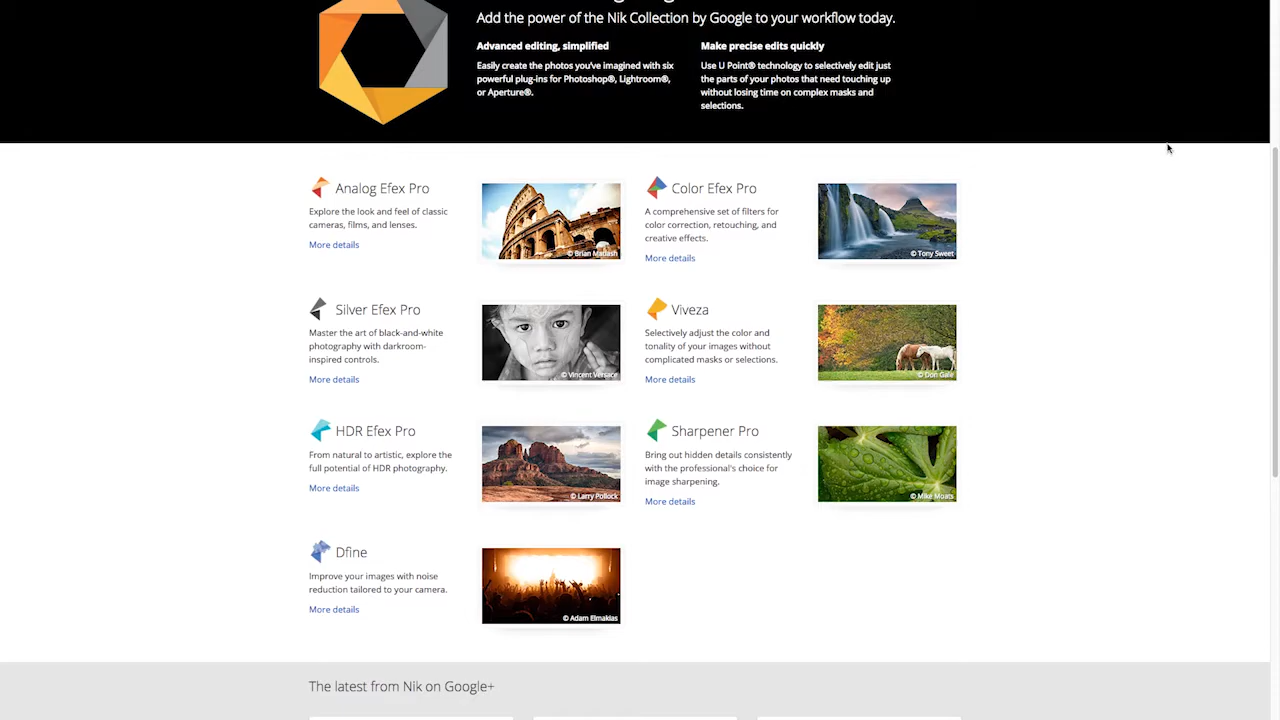 Add the power of the Nik Collection by Google to your workflow today.
Advanced editing, simplified
Easily create the photos you've imagined with six
powerful plug-ins for Photoshop®, Lightroom®,
or Aperture®.
Make precise edits quickly
Use U Point® technology to selectively edit just
the parts of your photos that need touching up
without losing time on complex masks and
selections.
Analog Efex Pro
Explore the look and feel of classic
cameras, films, and lenses.
More details
© Brian Matiash
Color Efex Pro
A comprehensive set of filters for
color correction, retouching, and
creative effects.
More details
© Tony Sweet
Silver Efex Pro
Master the art of black-and-white
photography with darkroom-
inspired controls.
More details
© Vincent Versace
Viveza
Selectively adjust the color and
tonality of your images without
complicated masks or selections.
More details
© Don Gale
HDR Efex Pro
From natural to artistic, explore the
full potential of HDR photography.
More details
© Larry Pollock
Sharpener Pro
Bring out hidden details consistently
with the professional's choice for
image sharpening.
More details
© Mike Moats
Dfine
Improve your images with noise
reduction tailored to your camera.
More details
© Adam Elmakias
The latest from Nik on Google+